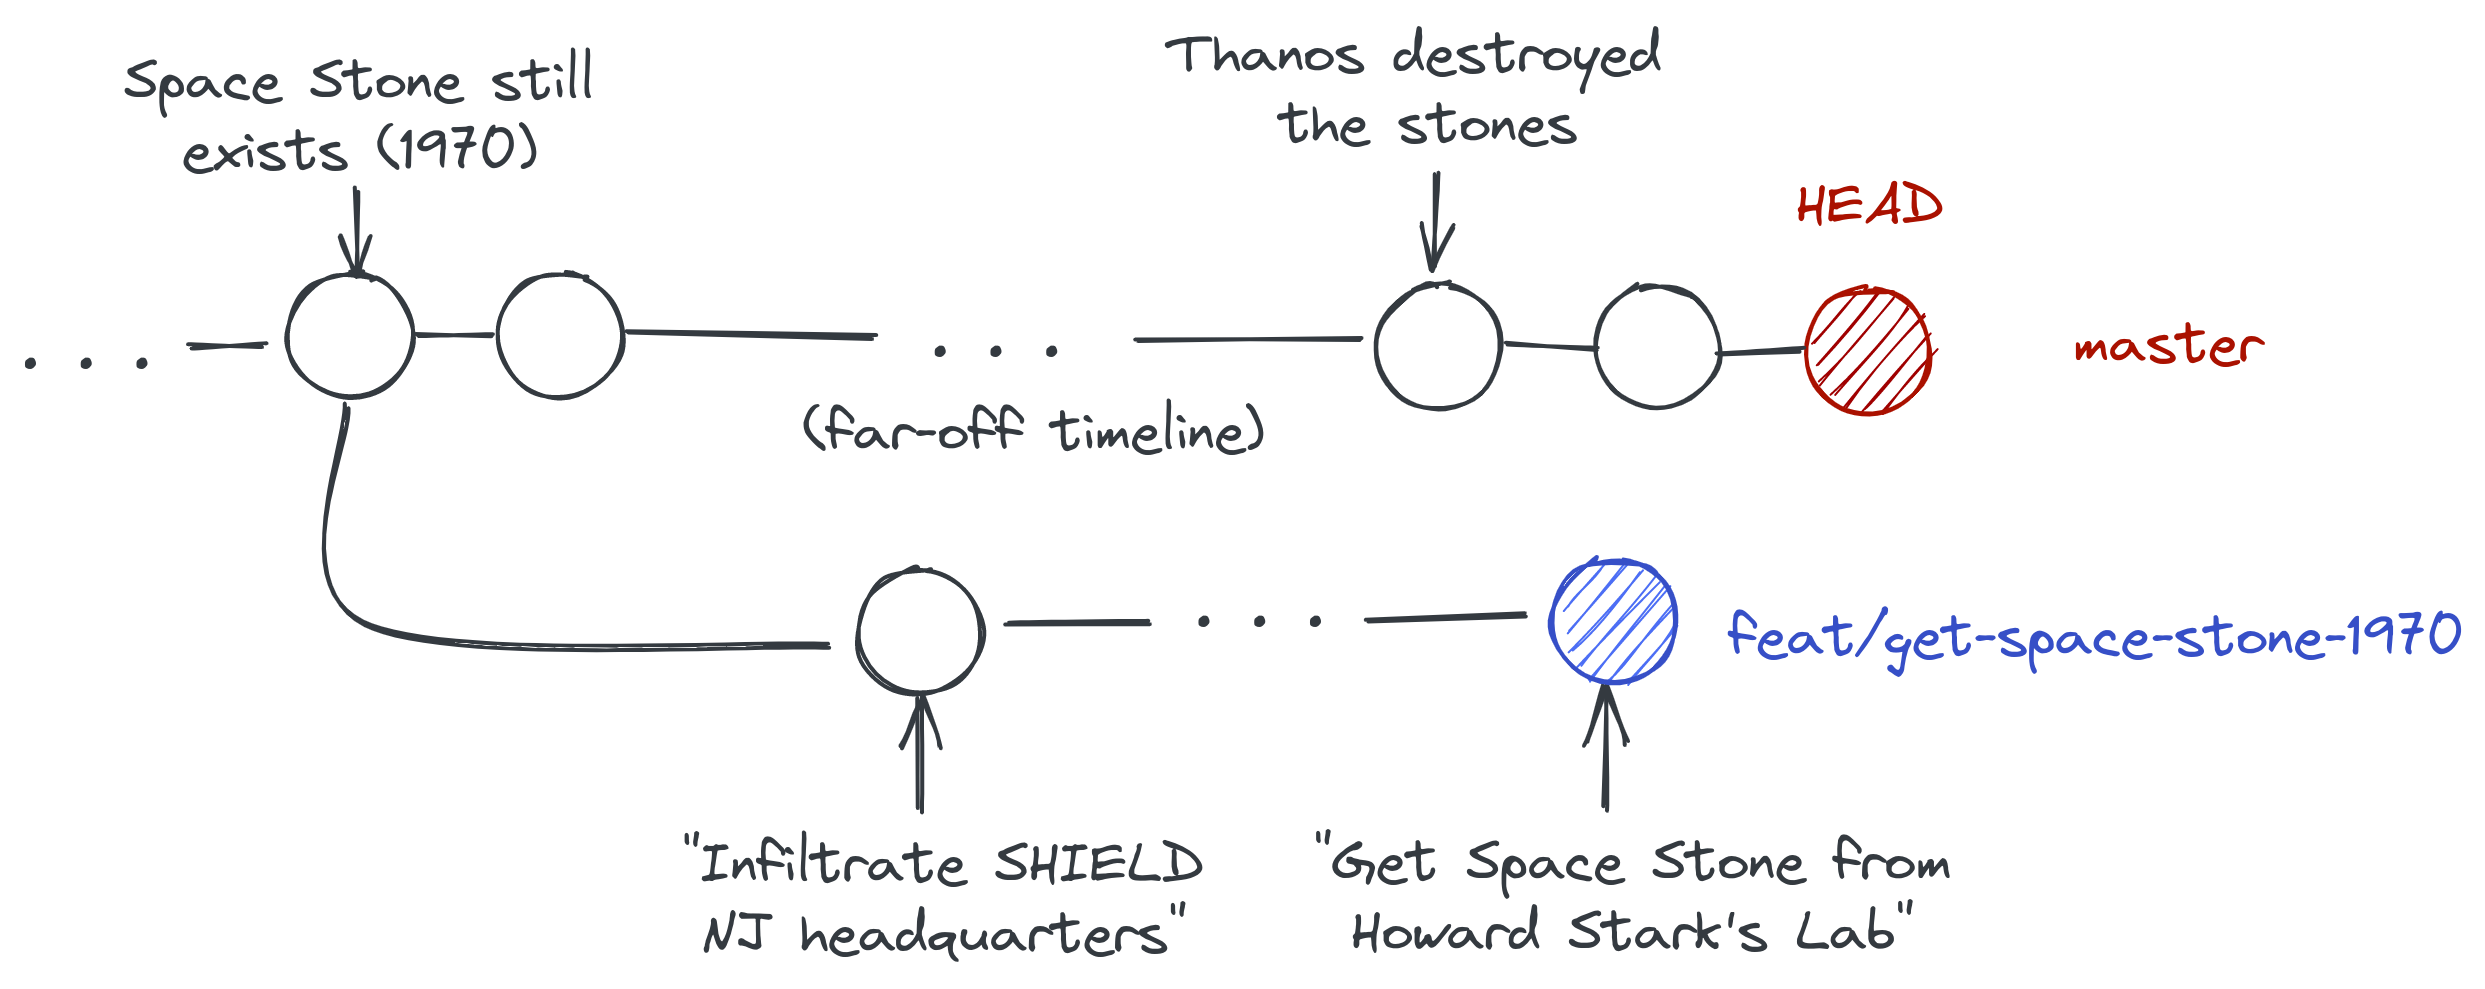 Space Stone still
exists (1970)
Thanos destroyed
the stones
HEAD
master
(far-off timeline)
feat/get-space-stone-1970
"Infiltrate SHIELD
NJ headquarters"
"Get Space Stone from
Howard Stark's Lab"